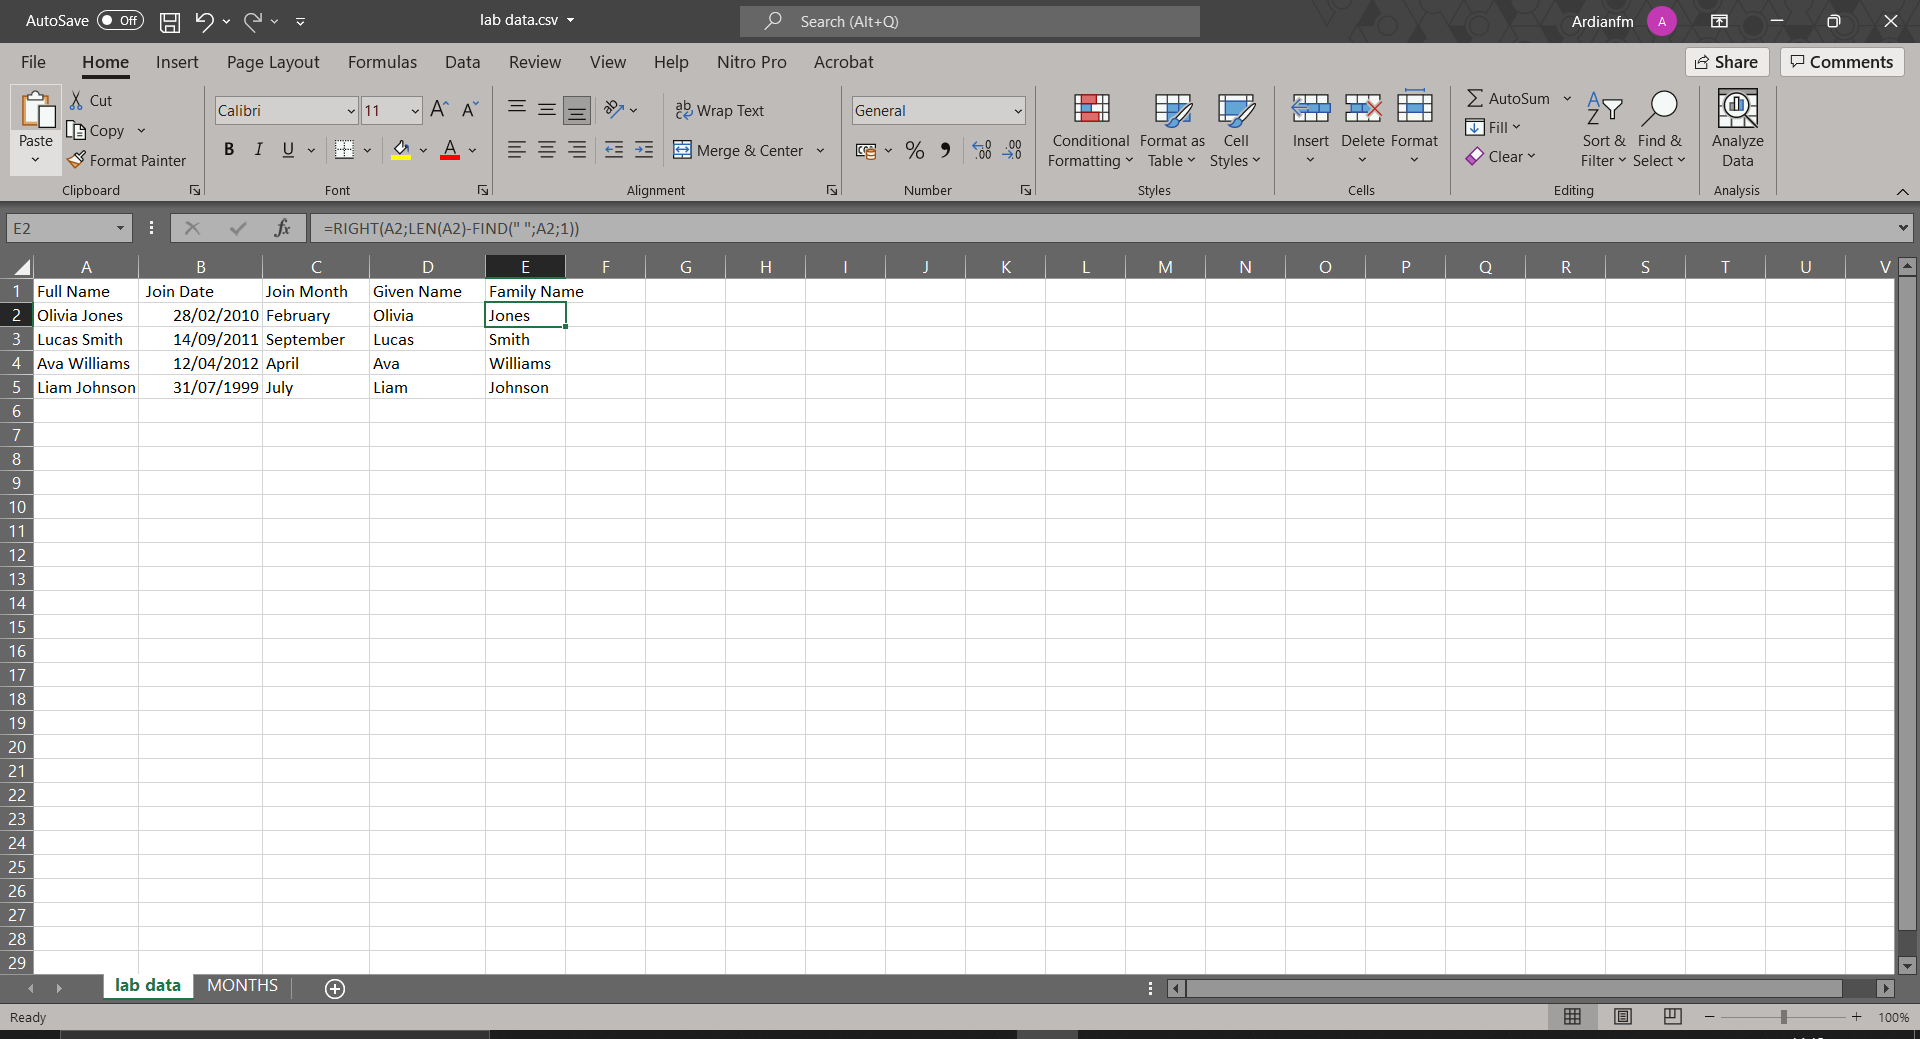 AutoSave Off lab data.csv Search (Alt+Q) Ardianfm A
File Home Insert Page Layout Formulas Data Review View Help Nitro Pro Acrobat Share Comments
Paste Cut Copy Format Painter
Clipboard
Calibri 11 A A
B I U A
Font
ab Wrap Text
Merge & Center
Alignment
General
% 9 .00 .00
Number
Conditional Formatting
Format as Table
Cell Styles
Styles
Insert Delete Format
Cells
AutoSum
Fill
Clear
Sort & Filter
Find & Select
Editing
Analyze Data
Analysis
E2 fx =RIGHT(A2;LEN(A2)-FIND(" ";A2;1))
A B C D E F G H I J K L M N O P Q R S T U V
1 Full Name Join Date Join Month Given Name Family Name
2 Olivia Jones 28/02/2010 February Olivia Jones
3 Lucas Smith 14/09/2011 September Lucas Smith
4 Ava Williams 12/04/2012 April Ava Williams
5 Liam Johnson 31/07/1999 July Liam Johnson
6
7
8
9
10
11
12
13
14
15
16
17
18
19
20
21
22
23
24
25
26
27
28
29
lab data MONTHS
Ready 100%